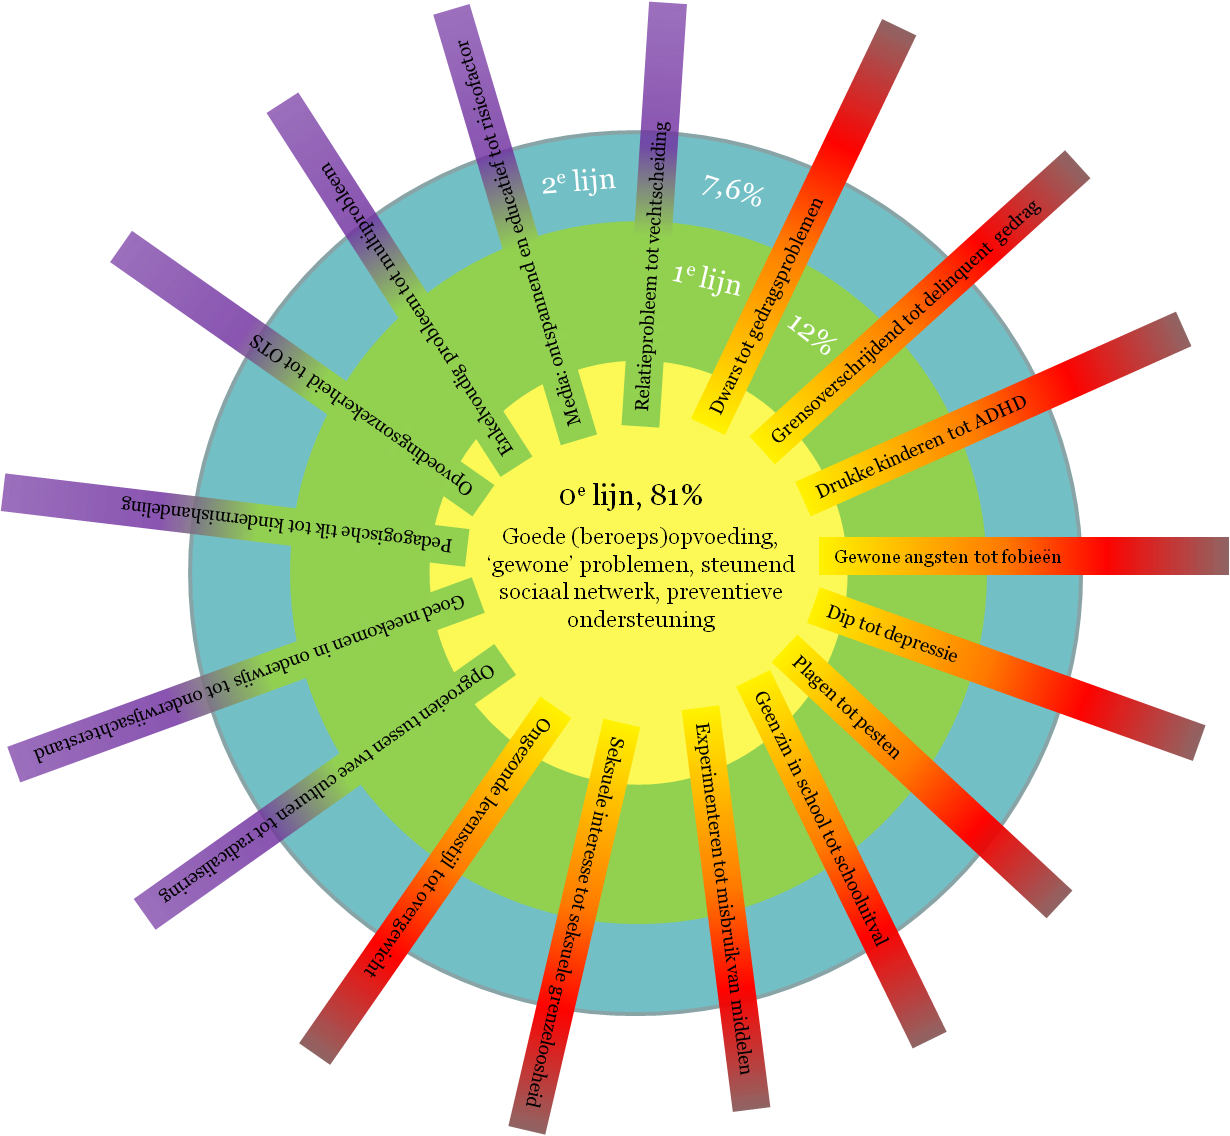 2e lijn
7,6%
1e lijn
12%
0e lijn, 81%
Goede (beroeps)opvoeding,
‘gewone’ problemen, steunend
sociaal netwerk, preventieve
ondersteuning
Relatieprobleem tot vechtscheiding
Dwars tot gedragsproblemen
Grensoverschrijdend tot delinquent gedrag
Drukke kinderen tot ADHD
Gewone angsten tot fobieën
Dip tot depressie
Plagen tot pesten
Geen zin in school tot schooluitval
Experimenteren tot misbruik van middelen
Seksuele interesse tot seksuele grenzeloosheid
Ongezonde levensstijl tot overgewicht
Opgroeien tussen twee culturen tot radicalisering
Goed meekomen in onderwijs tot onderwijsachterstand
Pedagogische tik tot kindermishandeling
Opvoedingsonzekerheid tot OTS
Enkelvoudig probleem tot multiprobleem
Media: ontspannend en educatief tot risicofactor